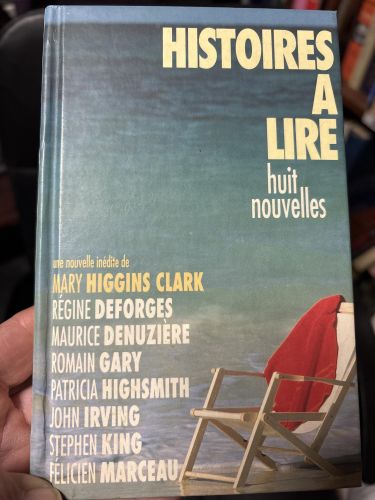 HISTOIRES
A
LIRE
huit
nouvelles
une nouvelle inédite de
MARY HIGGINS CLARK
RÉGINE DEFORGES
MAURICE DENUZIÈRE
ROMAIN GARY
PATRICIA HIGHSMITH
JOHN IRVING
STEPHEN KING
FÉLICIEN MARCEAU